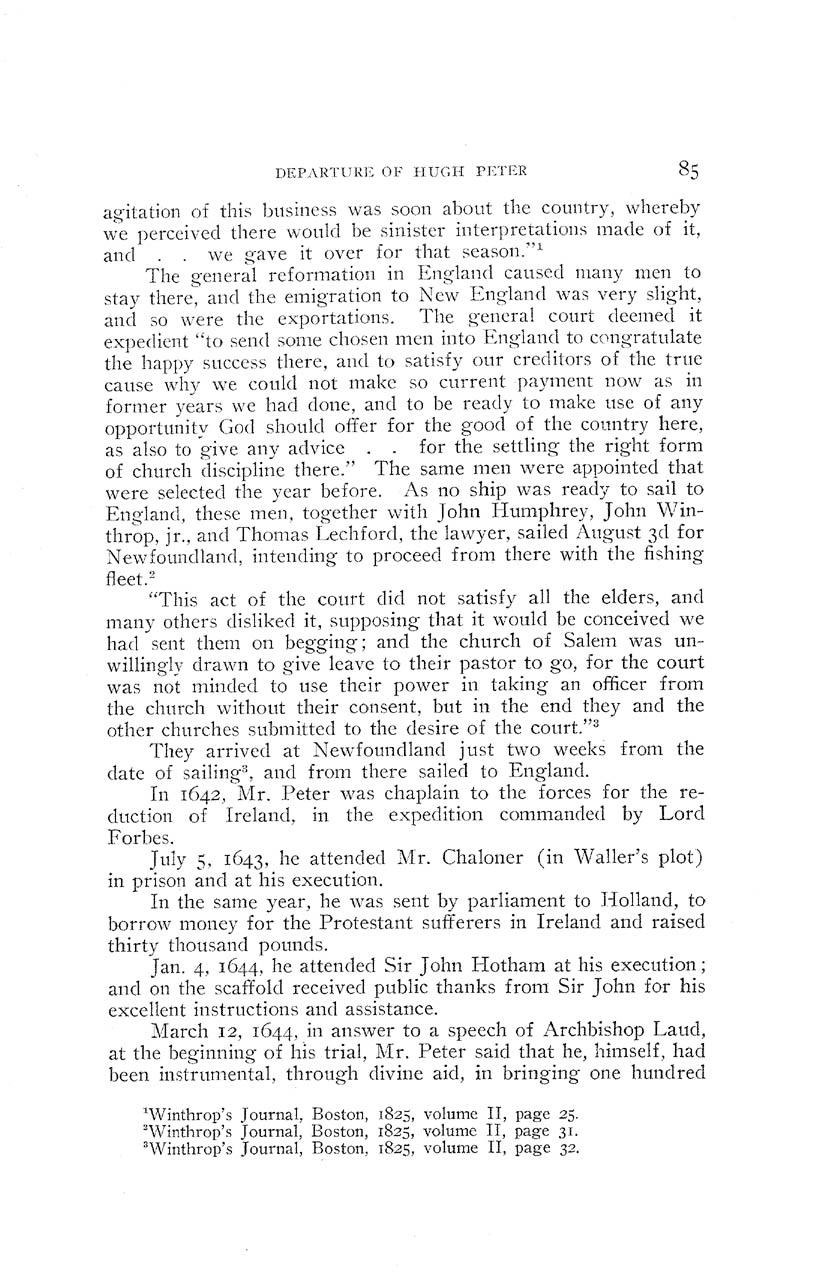 DEPARTURE OF HUGH PETER 85
agitation of this business was soon about the country, whereby
we perceived there would be sinister interpretations made of it,
and . . we gave it over for that season."¹
The general reformation in England caused many men to
stay there, and the emigration to New England was very slight,
and so were the exportations. The general court deemed it
expedient "to send some chosen men into England to congratulate
the happy success there, and to satisfy our creditors of the true
cause why we could not make so current payment now as in
former years we had done, and to be ready to make use of any
opportunity God should offer for the good of the country here,
as also to give any advice . . for the settling the right form
of church discipline there." The same men were appointed that
were selected the year before. As no ship was ready to sail to
England, these men, together with John Humphrey, John Win-
throp, jr., and Thomas Lechford, the lawyer, sailed August 3d for
Newfoundland, intending to proceed from there with the fishing
fleet.²
"This act of the court did not satisfy all the elders, and
many others disliked it, supposing that it would be conceived we
had sent them on begging; and the church of Salem was un-
willingly drawn to give leave to their pastor to go, for the court
was not minded to use their power in taking an officer from
the church without their consent, but in the end they and the
other churches submitted to the desire of the court."³
They arrived at Newfoundland just two weeks from the
date of sailing³, and from there sailed to England.
In 1642, Mr. Peter was chaplain to the forces for the re-
duction of Ireland, in the expedition commanded by Lord
Forbes.
July 5, 1643, he attended Mr. Chaloner (in Waller's plot)
in prison and at his execution.
In the same year, he was sent by parliament to Holland, to
borrow money for the Protestant sufferers in Ireland and raised
thirty thousand pounds.
Jan. 4, 1644, he attended Sir John Hotham at his execution;
and on the scaffold received public thanks from Sir John for his
excellent instructions and assistance.
March 12, 1644, in answer to a speech of Archbishop Laud,
at the beginning of his trial, Mr. Peter said that he, himself, had
been instrumental, through divine aid, in bringing one hundred
¹Winthrop's Journal, Boston, 1825, volume II, page 25.
²Winthrop's Journal, Boston, 1825, volume II, page 31.
³Winthrop's Journal, Boston, 1825, volume II, page 32.